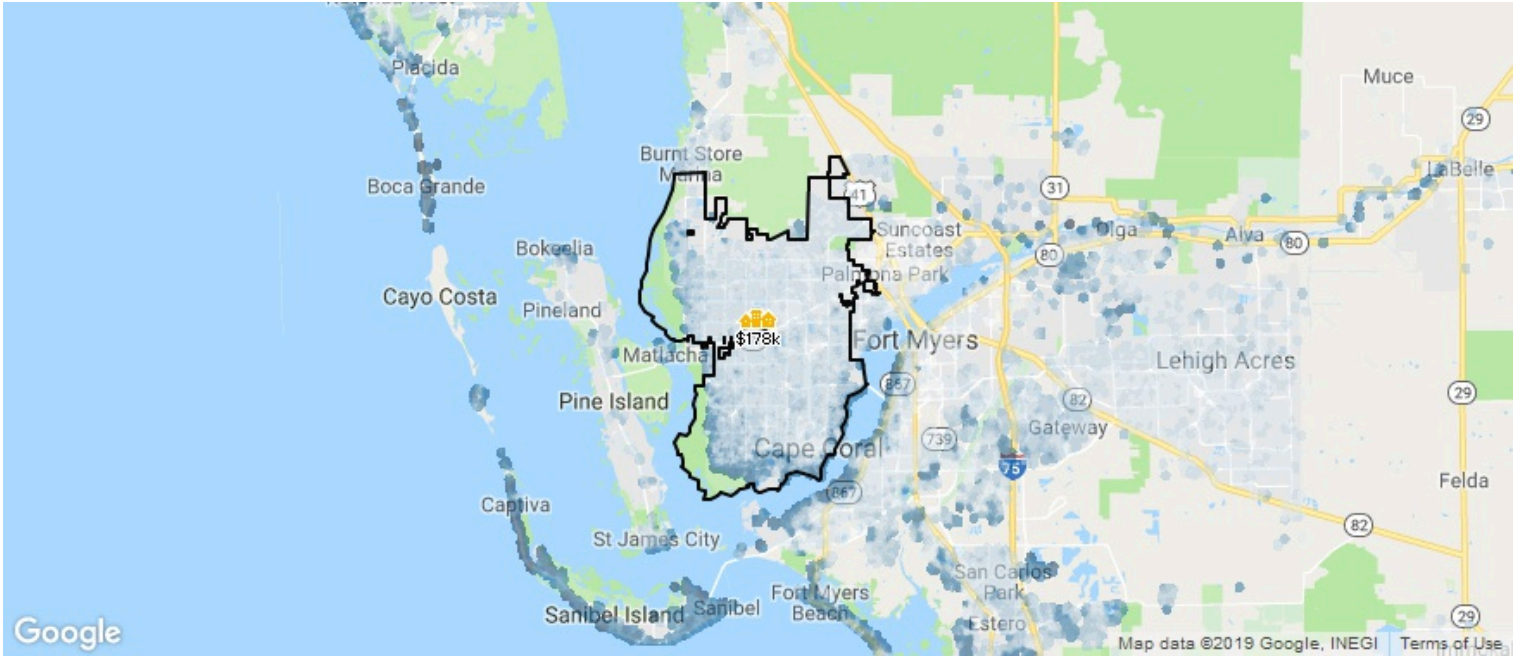 Placida
Muce
29
Burnt Store
Marina
LaBelle
Boca Grande
41
31
Suncoast
Estates
Olga
Alva
80
80
Bokeelia
Palmona Park
Cayo Costa
Pineland
$178k
Fort Myers
Matlacha
Lehigh Acres
867
29
Pine Island
82
Gateway
739
Cape Coral
75
Felda
867
Captiva
82
St James City
San Carlos
Park
Fort Myers
Beach
Sanibel Island
Sanibel
29
Estero
Google
Map data ©2019 Google, INEGI
Terms of Use